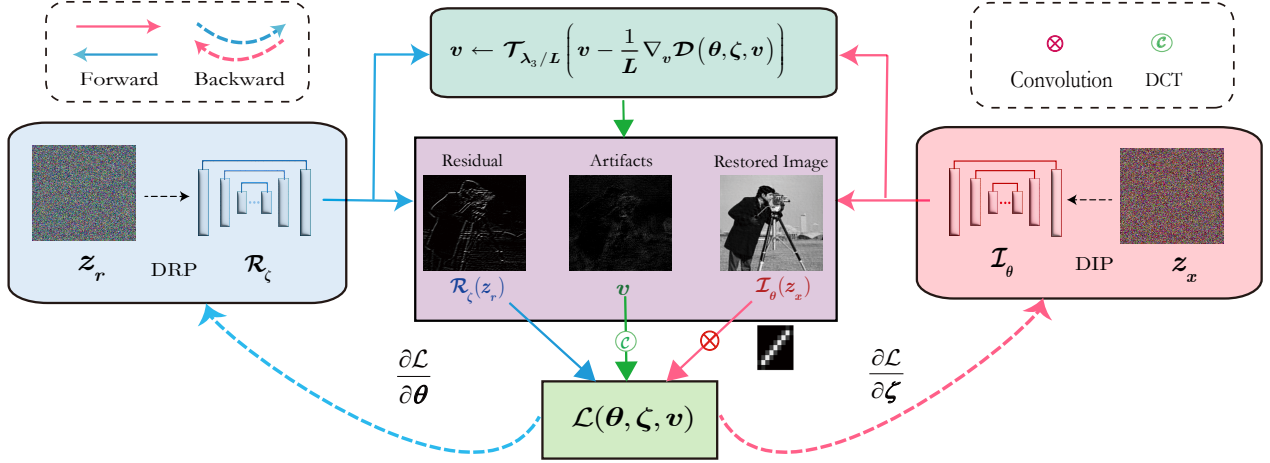 Forward
Backward
v ← 𝒯_{λ₃/L} ( v − 1/L ∇_v 𝒟(θ, ζ, v) )
Convolution
DCT
C
z_r
DRP
ℛ_ζ
Residual
Artifacts
Restored Image
ℛ_ζ(z_r)
v
ℐ_θ(z_x)
ℐ_θ
DIP
z_x
C
∂ℒ/∂θ
∂ℒ/∂ζ
ℒ(θ, ζ, v)